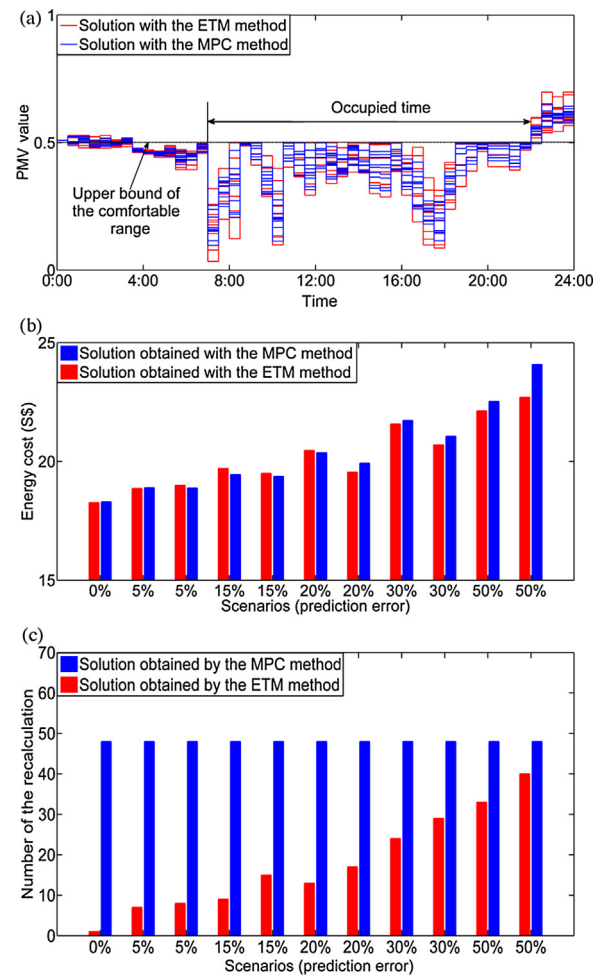 (a)
1
Solution with the ETM method
Solution with the MPC method
Occupied time
0.5
PMV value
Upper bound of
the comfortable
range
0
0:00 4:00 8:00 12:00 16:00 20:00 24:00
Time
(b)
25
Solution obtained with the MPC method
Solution obtained with the ETM method
Energy cost (S$)
20
15
0% 5% 5% 15% 15% 20% 20% 30% 30% 50% 50%
Scenarios (prediction error)
(c)
70
Solution obtained by the MPC method
Solution obtained by the ETM method
60
50
40
Number of the recalculation
30
20
10
0
0% 5% 5% 15% 15% 20% 20% 30% 30% 50% 50%
Scenarios (prediction error)